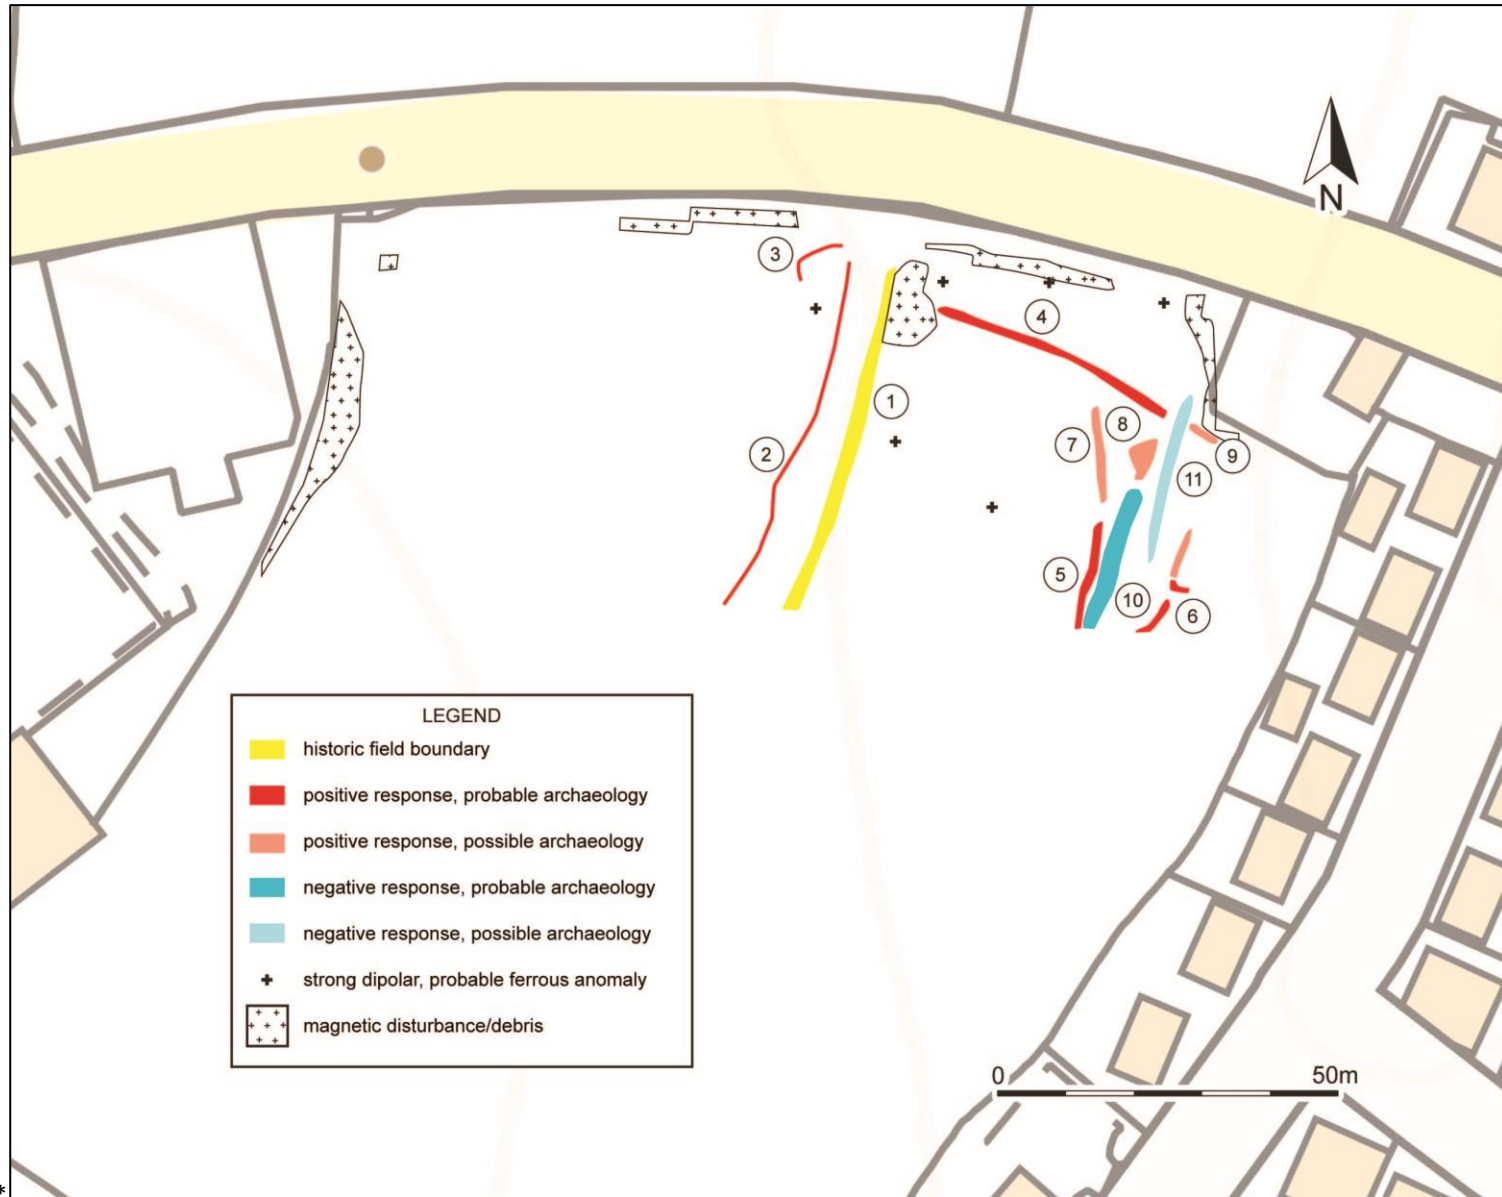 N
3
4
1
8
7
2
9
11
5
10
6
LEGEND
historic field boundary
positive response, probable archaeology
positive response, possible archaeology
negative response, probable archaeology
negative response, possible archaeology
strong dipolar, probable ferrous anomaly
magnetic disturbance/debris
0 50m
*